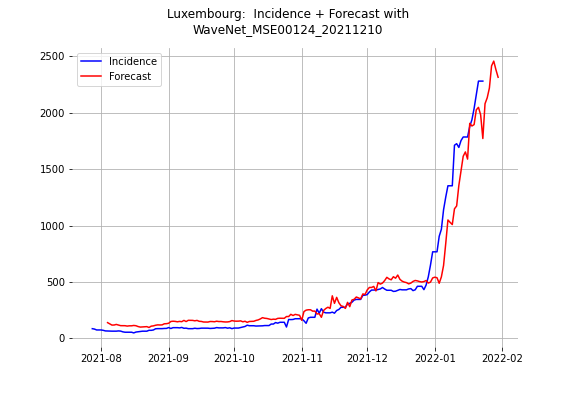 Luxembourg:  Incidence + Forecast with
WaveNet_MSE00124_20211210
Incidence
Forecast
2500
2000
1500
1000
500
0
2021-08 2021-09 2021-10 2021-11 2021-12 2022-01 2022-02